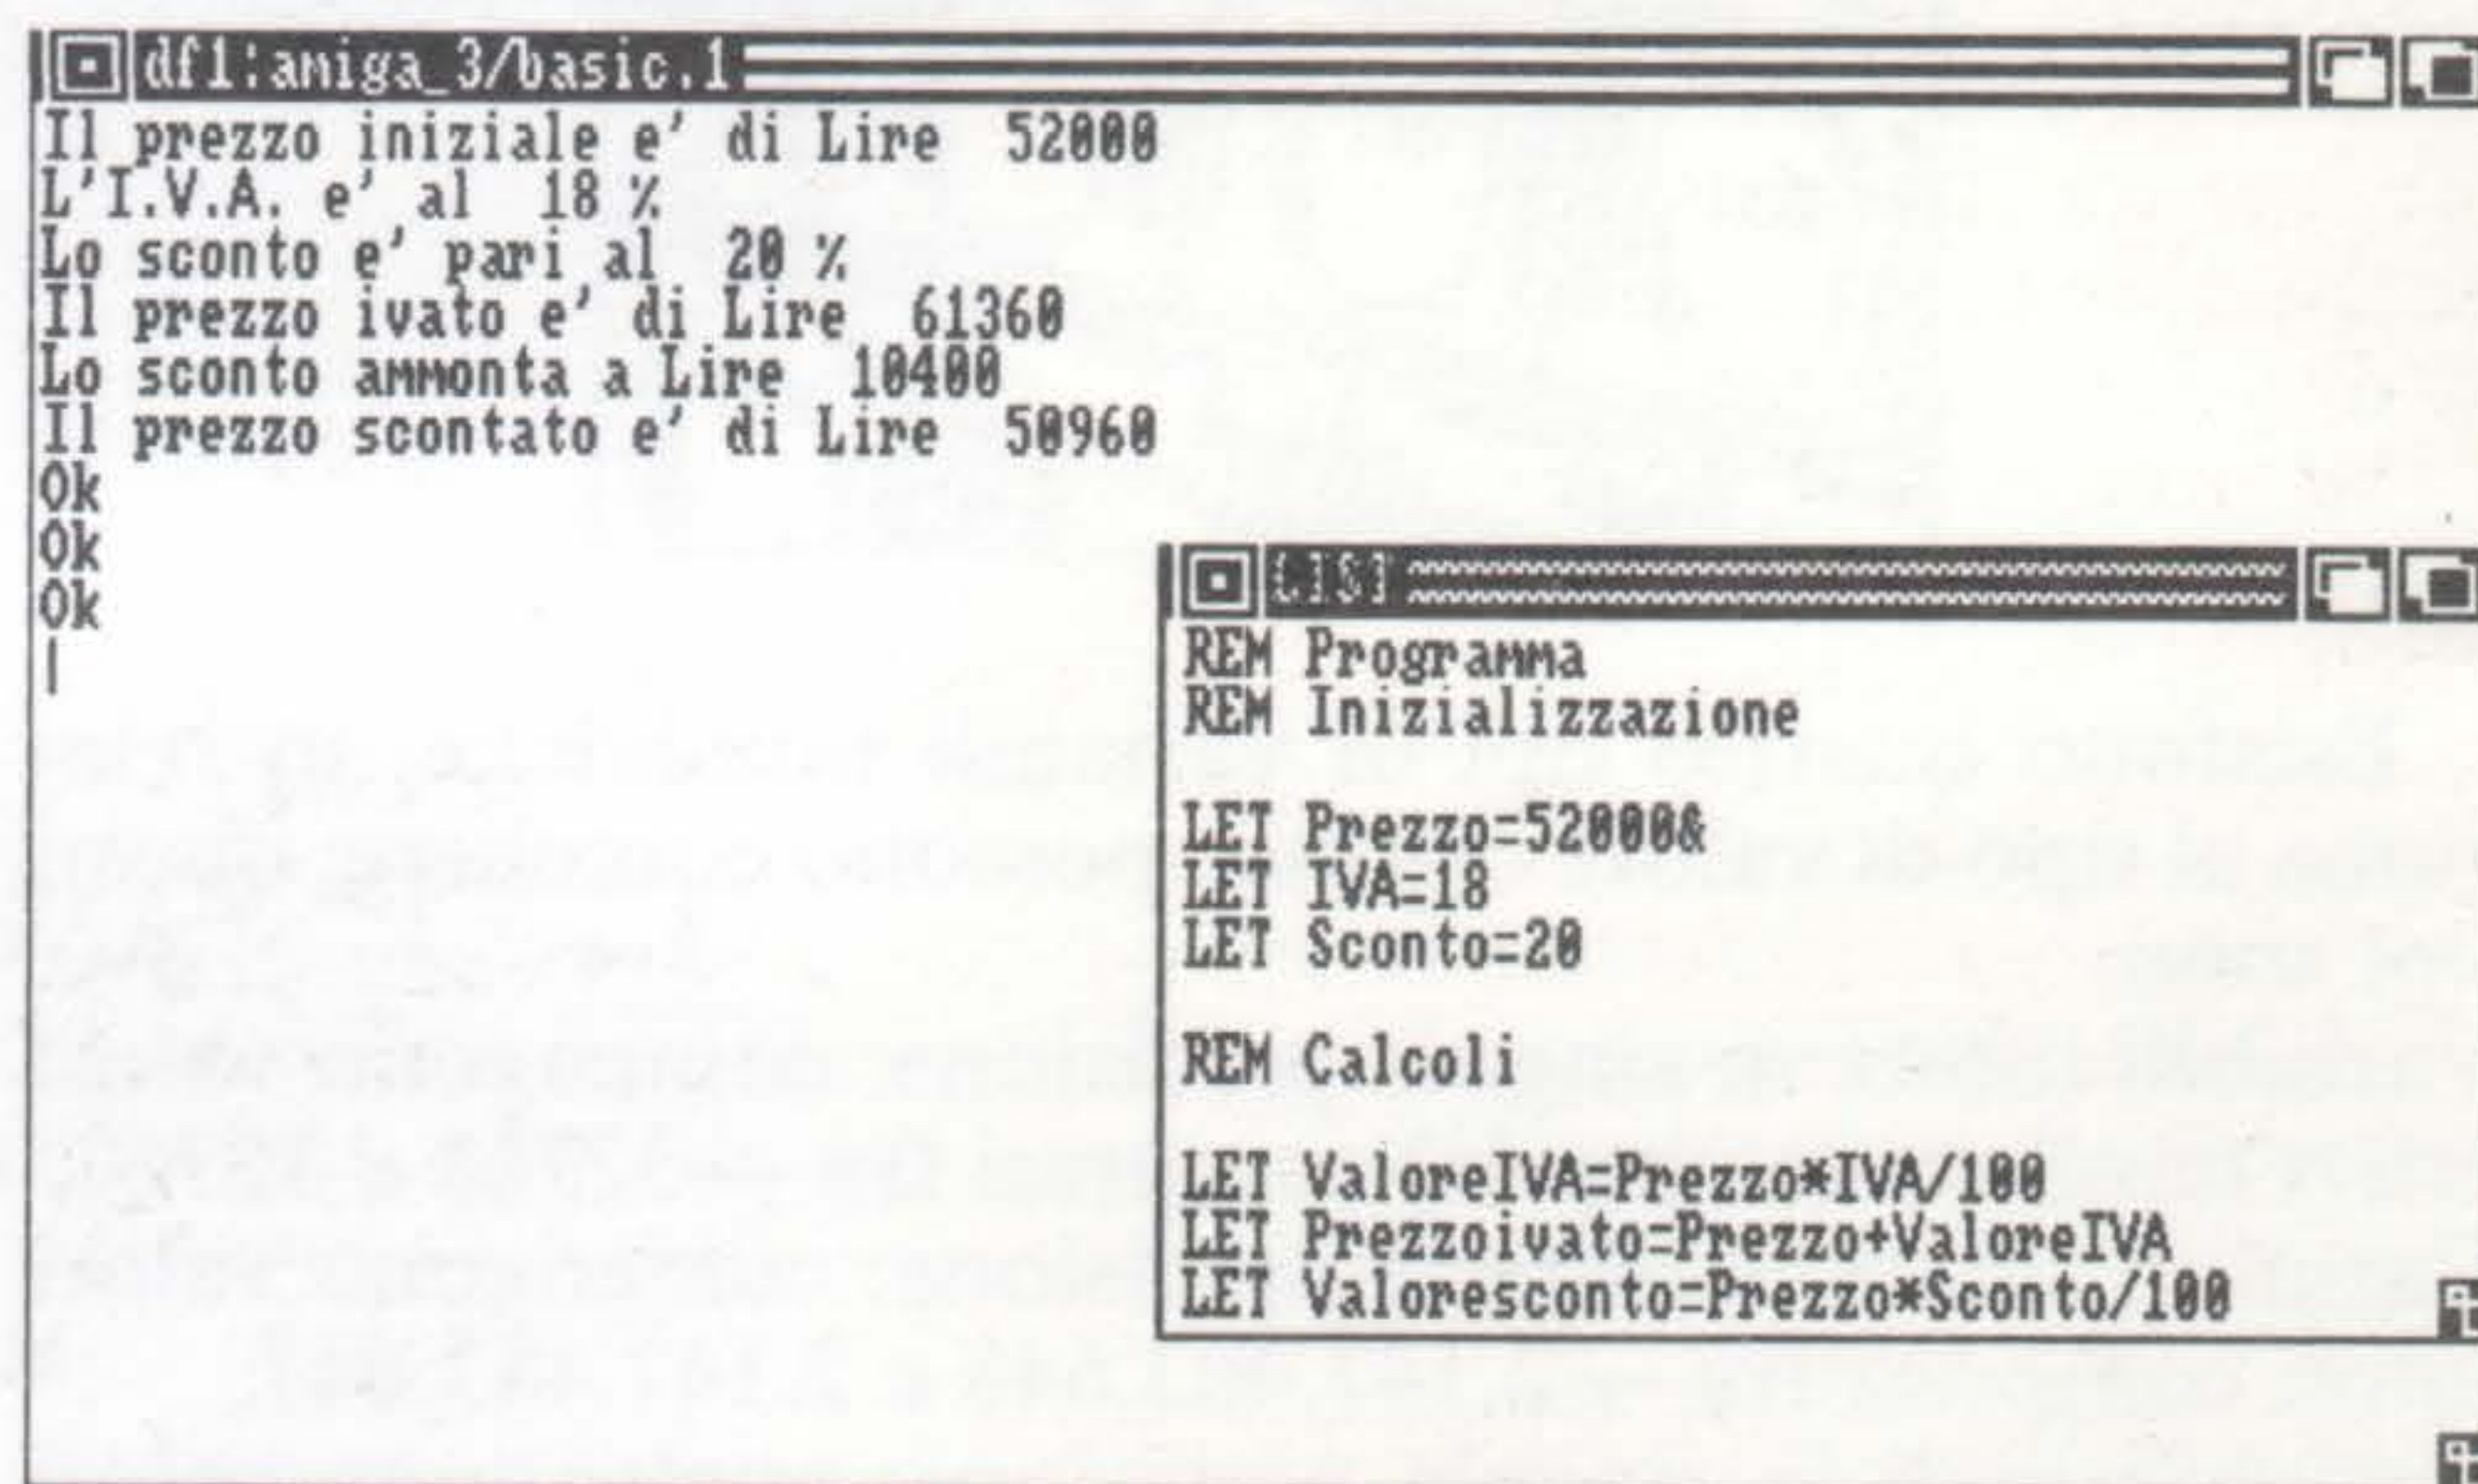 df1:amiga_3/basic.1
Il prezzo iniziale e' di Lire 52000
L'I.V.A. e' al 18 %
Lo sconto e' pari al 20 %
Il prezzo ivato e' di Lire 61360
Lo sconto ammonta a Lire 10400
Il prezzo scontato e' di Lire 50960
Ok
Ok
Ok
LIST
REM Programma
REM Inizializzazione
LET Prezzo=52000&
LET IVA=18
LET Sconto=20
REM Calcoli
LET ValoreIVA=Prezzo*IVA/100
LET Prezzoivato=Prezzo+ValoreIVA
LET Valoresconto=Prezzo*Sconto/100